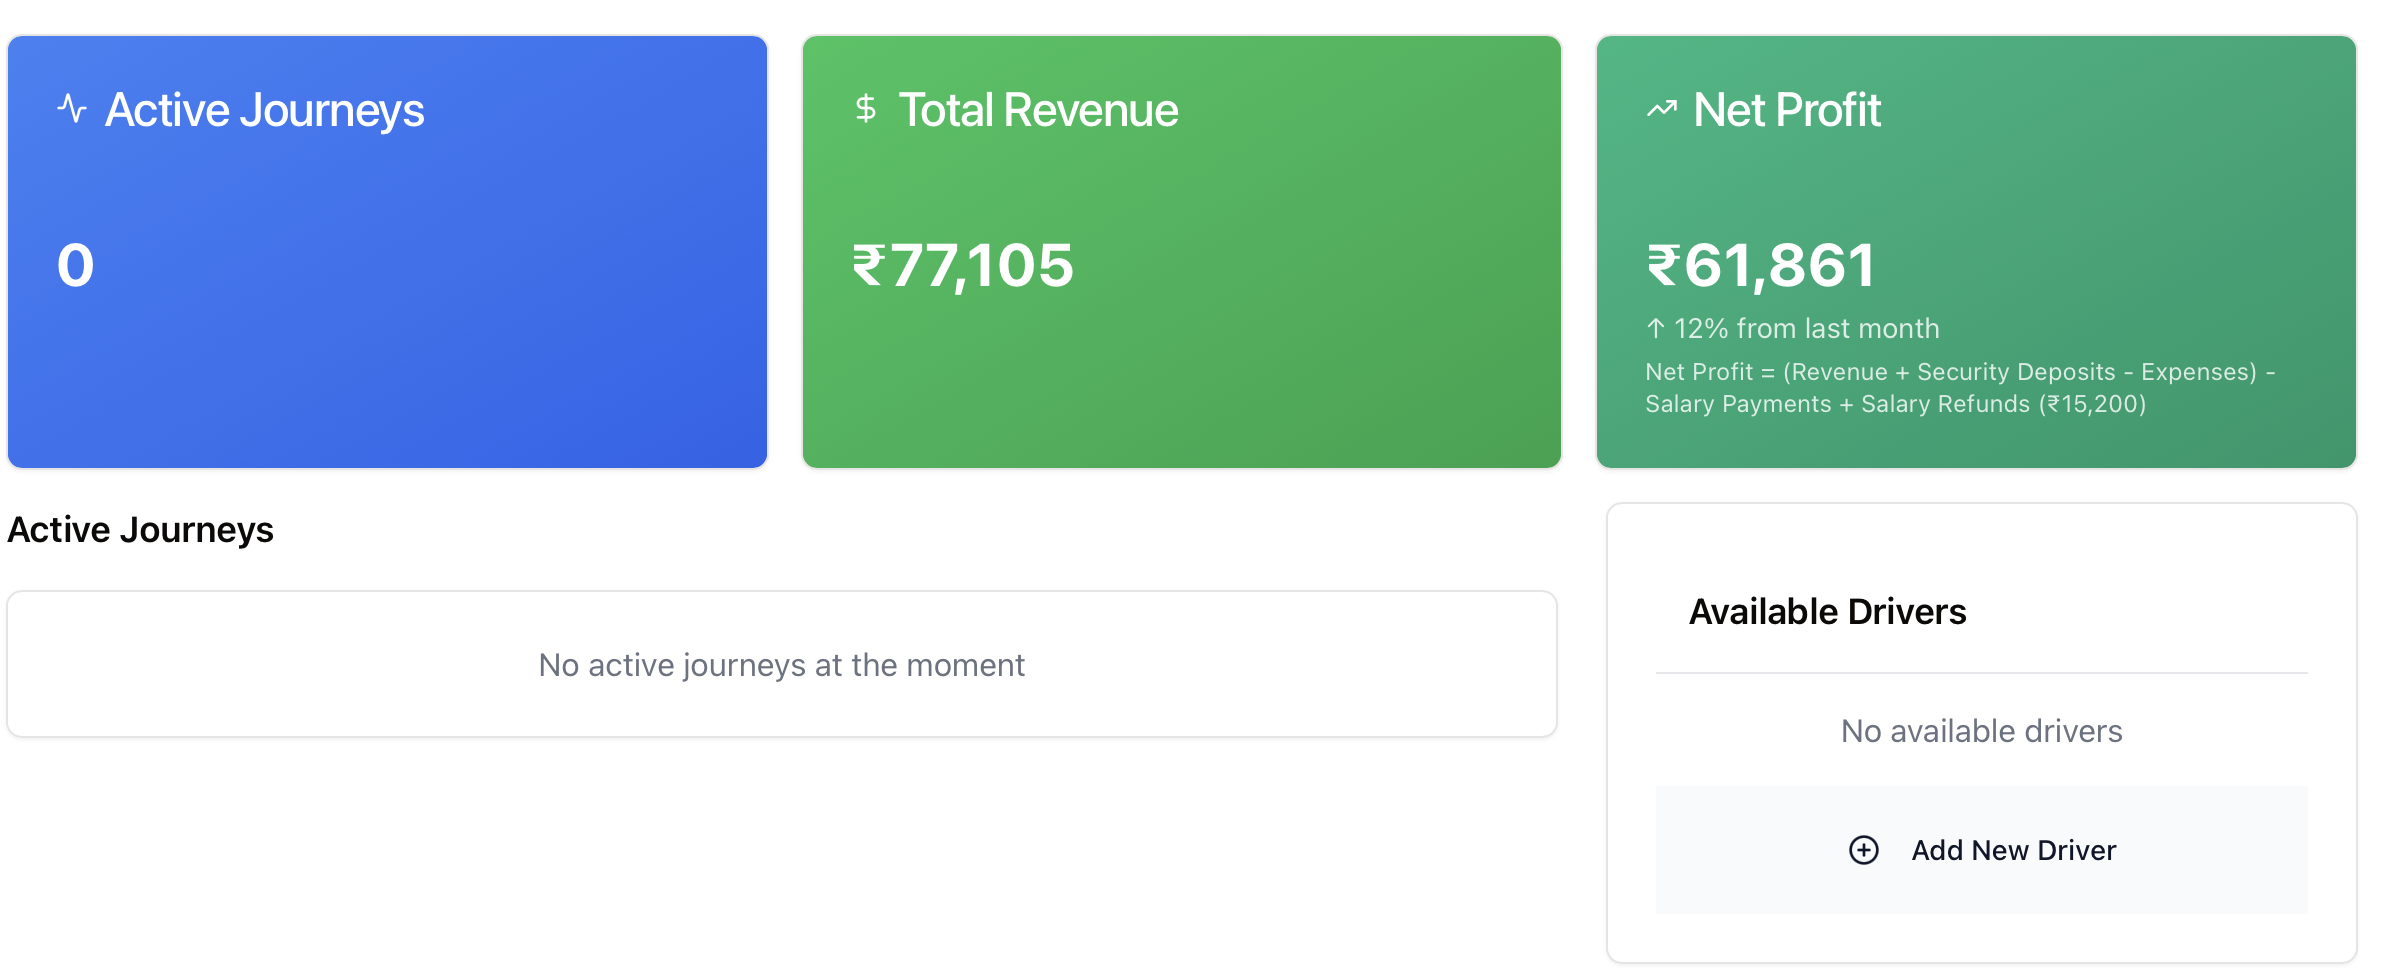 Active Journeys
0
Total Revenue
₹77,105
Net Profit
₹61,861
↑ 12% from last month
Net Profit = (Revenue + Security Deposits - Expenses) -
Salary Payments + Salary Refunds (₹15,200)
Active Journeys
No active journeys at the moment
Available Drivers
No available drivers
Add New Driver